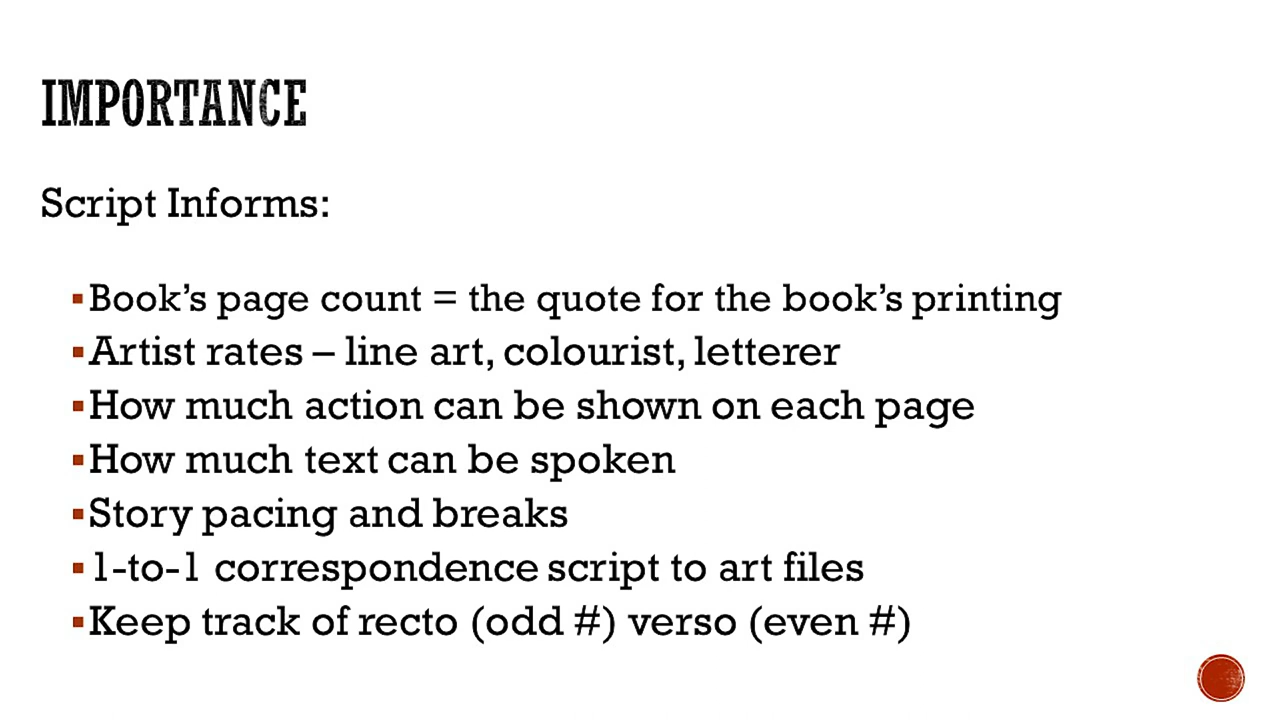 IMPORTANCE
Script Informs:
▪Book’s page count = the quote for the book’s printing
▪Artist rates – line art, colourist, letterer
▪How much action can be shown on each page
▪How much text can be spoken
▪Story pacing and breaks
▪1-to-1 correspondence script to art files
▪Keep track of recto (odd #) verso (even #)